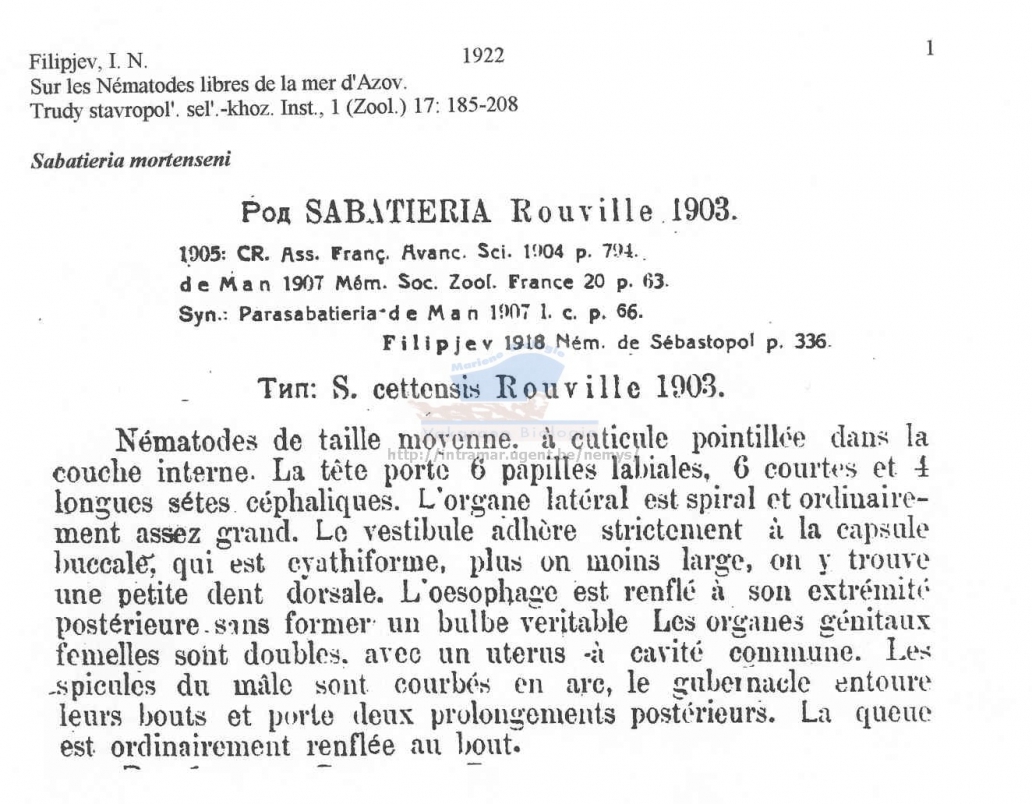 Filipjev, I. N. 1922 1
Sur les Nématodes libres de la mer d'Azov.
Trudy stavropol'. sel'.-khoz. Inst., 1 (Zool.) 17: 185-208
Sabatieria mortenseni
Род SABATIERIA Rouville 1903.
1905: CR. Ass. Franç. Avanc. Sci. 1904 p. 794.
de Man 1907 Mém. Soc. Zool. France 20 p. 63.
Syn.: Parasabatieria de Man 1907 l. c. p. 66.
Filipjev 1918 Ném. de Sébastopol p. 336.
Тип: S. cettensis Rouville 1903.
Nématodes de taille moyenne. à cuticule pointillée dans la
http://intramar.ugent.be/nemys/
couche interne. La tête porte 6 papilles labiales, 6 courtes et 4
longues sétes céphaliques. L'organe latéral est spiral et ordinaire-
ment assez grand. Le vestibule adhère strictement à la capsule
buccale, qui est cyathiforme, plus on moins large, on y trouve
une petite dent dorsale. L'oesophage est renflé à son extrémité
postérieure sans former un bulbe veritable Les organes génitaux
femelles sont doubles. avec un uterus à cavité commune. Les
spicules du mâle sont courbés en arc, le gubernacle entoure
leurs bouts et porte deux prolongements postérieurs. La queue
est ordinairement renflée au bout.